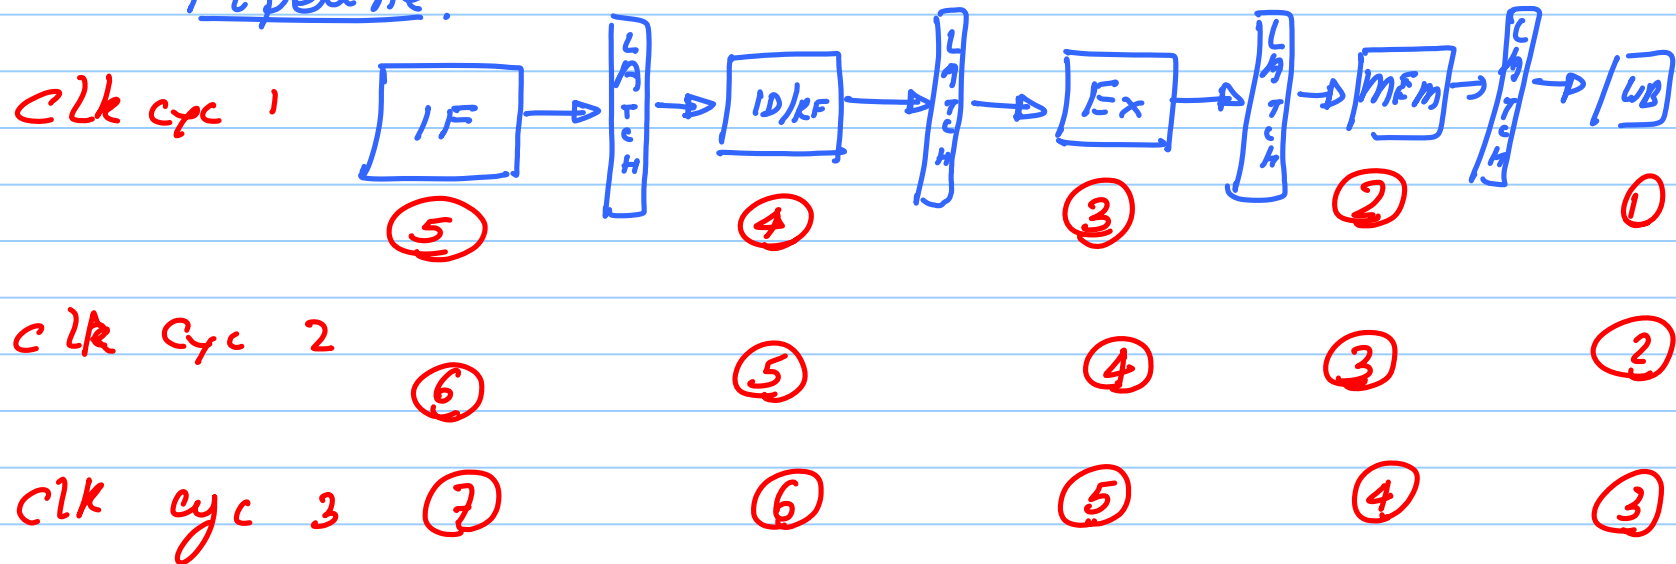 Clk cyc 1 IF LATCH ID/RF LATCH Ex LATCH MEM LATCH WB
5 4 3 2 1
Clk Cyc 2 6 5 4 3 2
Clk cyc 3 7 6 5 4 3